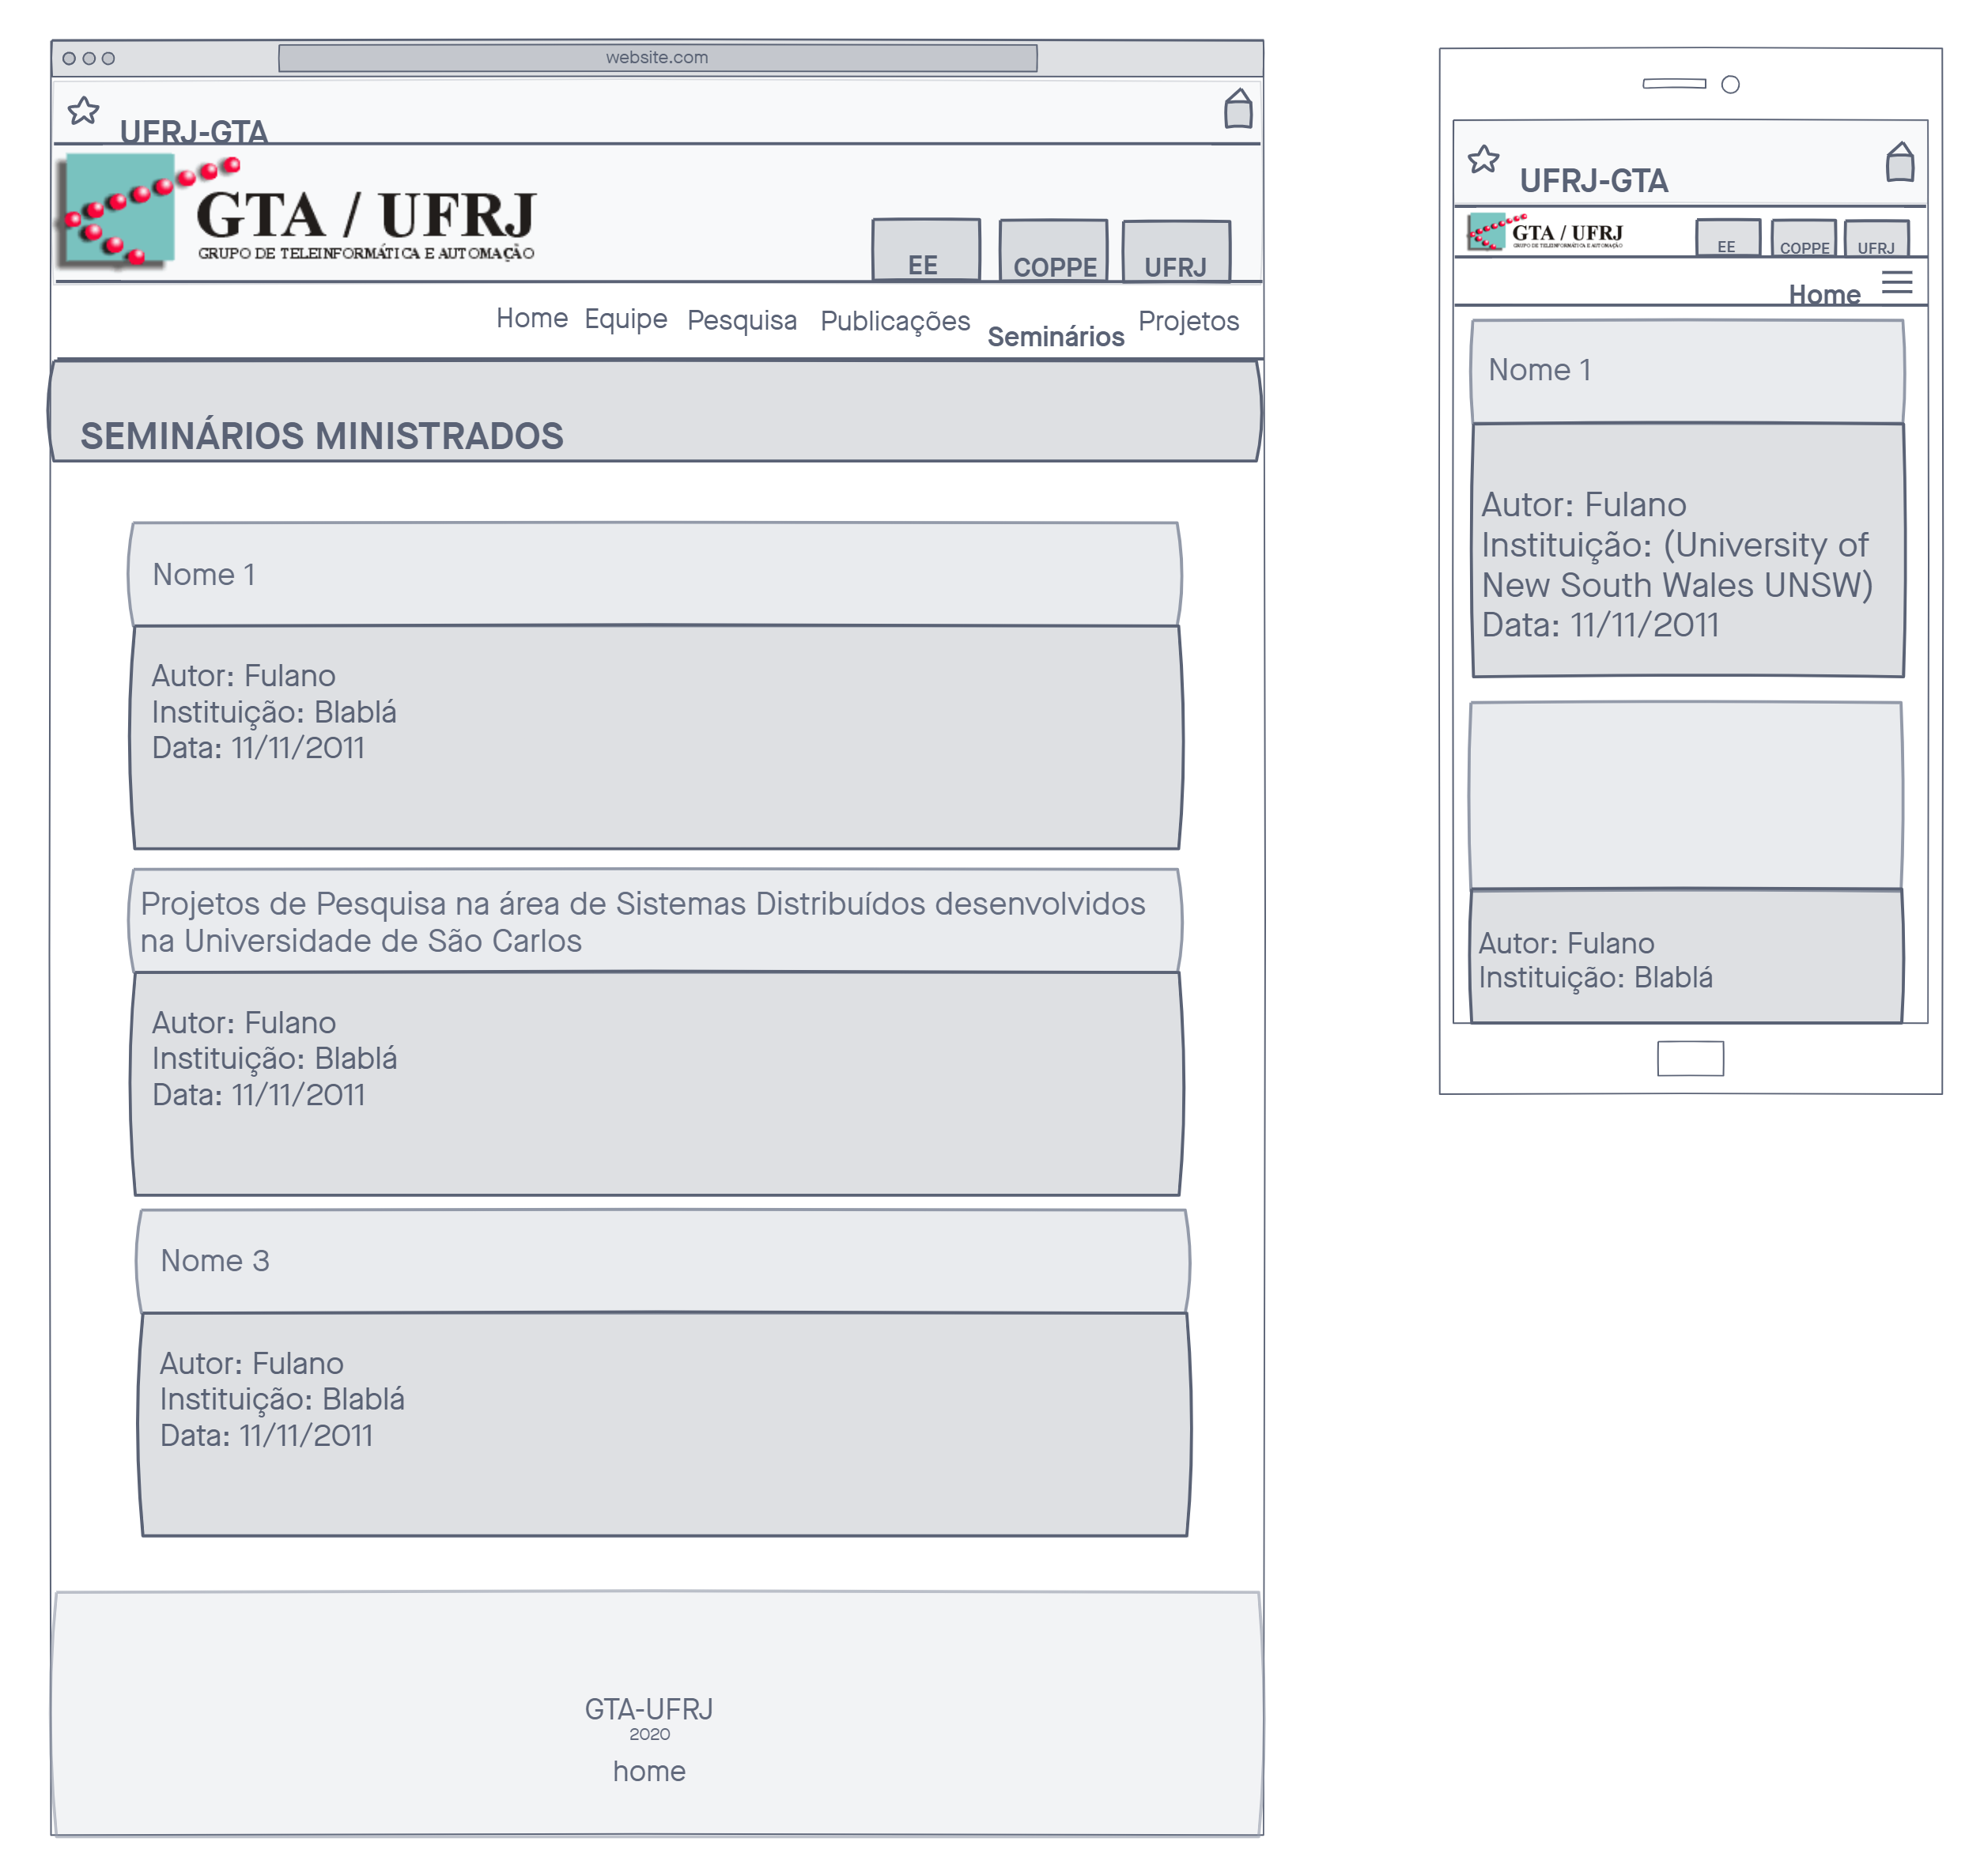 website.com
UFRJ-GTA
GTA / UFRJ
GRUPO DE TELEINFORMÁTICA E AUTOMAÇÃO
EE
COPPE
UFRJ
Home
Equipe
Pesquisa
Publicações
Seminários
Projetos
SEMINÁRIOS MINISTRADOS
Nome 1
Autor: Fulano
Instituição: Blablá
Data: 11/11/2011
Projetos de Pesquisa na área de Sistemas Distribuídos desenvolvidos
na Universidade de São Carlos
Autor: Fulano
Instituição: Blablá
Data: 11/11/2011
Nome 3
Autor: Fulano
Instituição: Blablá
Data: 11/11/2011
GTA-UFRJ
2020
home
UFRJ-GTA
GTA / UFRJ
GRUPO DE TELEINFORMÁTICA E AUTOMAÇÃO
EE
COPPE
UFRJ
Home
Nome 1
Autor: Fulano
Instituição: (University of
New South Wales UNSW)
Data: 11/11/2011
Autor: Fulano
Instituição: Blablá